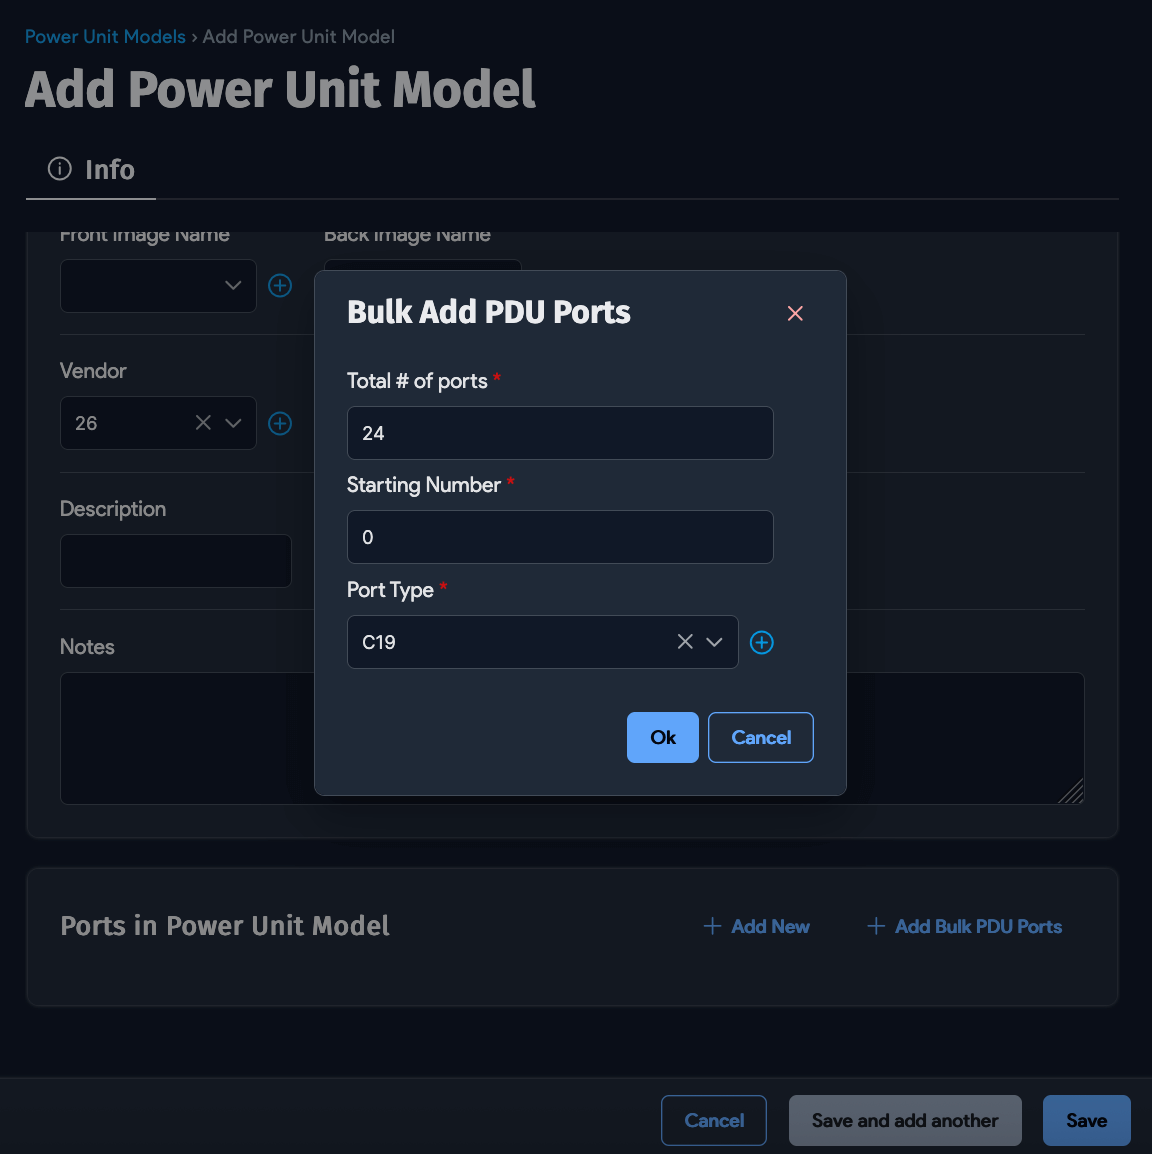 Power Unit Models › Add Power Unit Model
Add Power Unit Model
Info
Front Image Name
Back Image Name
Bulk Add PDU Ports
Total # of ports *
24
Starting Number *
0
Port Type *
C19
Ok
Cancel
Vendor
26
Description
Notes
Ports in Power Unit Model
Add New
Add Bulk PDU Ports
Cancel
Save and add another
Save